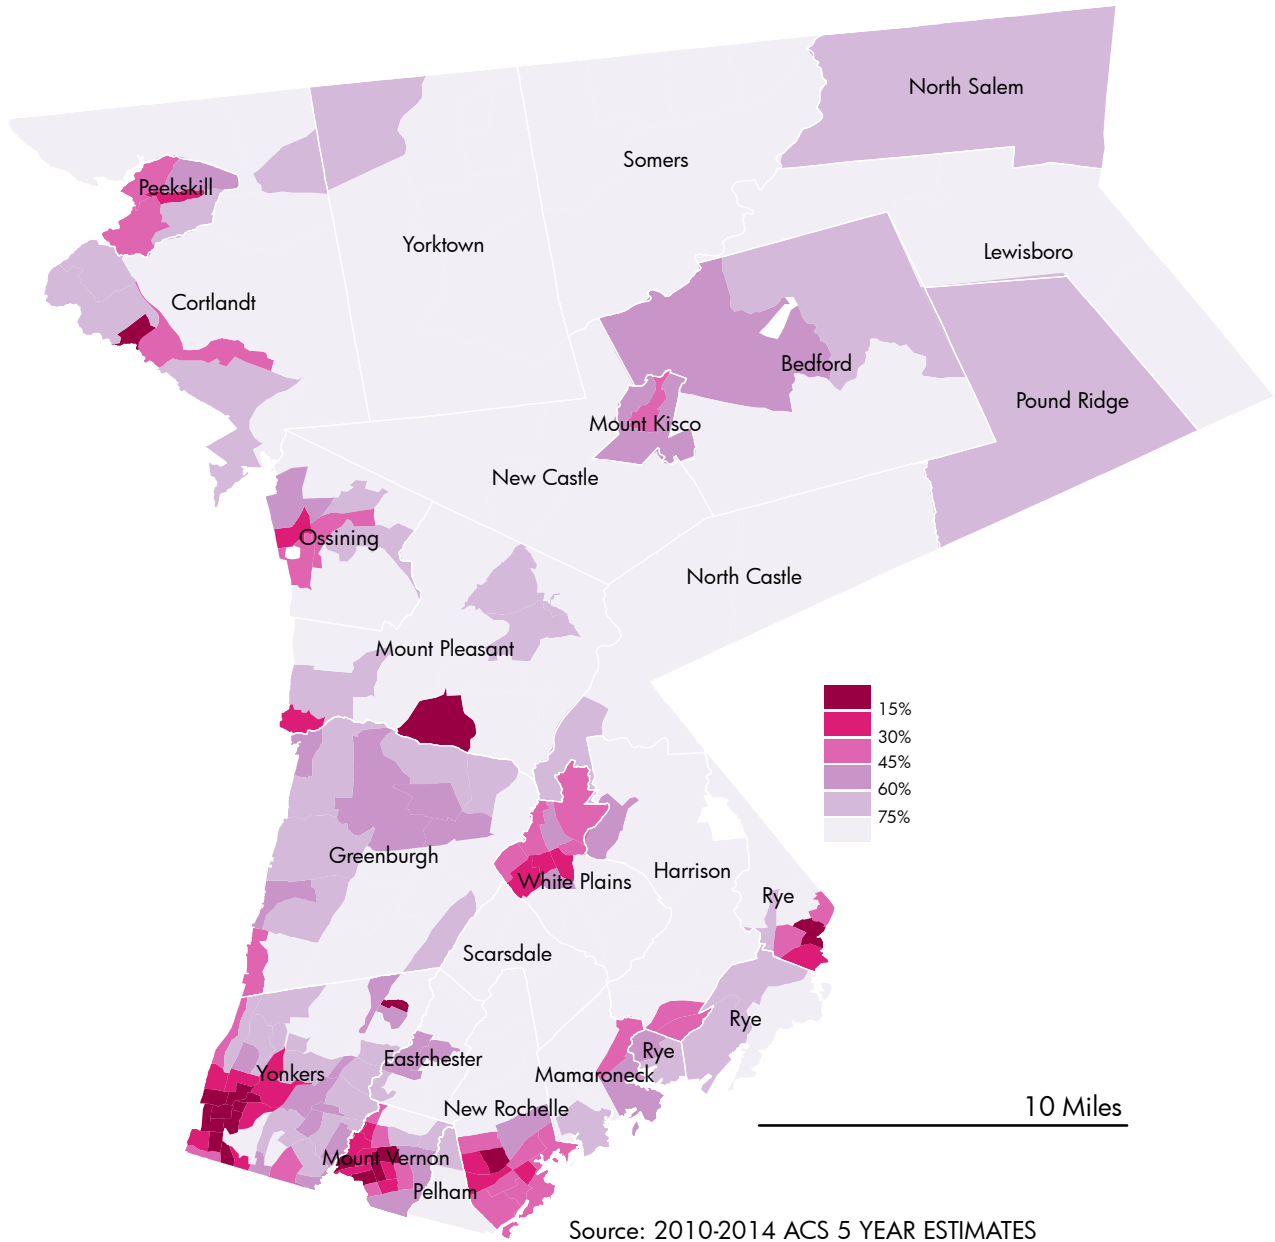 North Salem
Somers
Peekskill
Yorktown
Lewisboro
Cortlandt
Bedford
Pound Ridge
Mount Kisco
New Castle
Ossining
North Castle
Mount Pleasant
15%
30%
45%
60%
75%
Greenburgh
Harrison
White Plains
Rye
Scarsdale
Rye
Rye
Eastchester
Yonkers
Mamaroneck
New Rochelle
10 Miles
Mount Vernon
Pelham
Source: 2010-2014 ACS 5 YEAR ESTIMATES